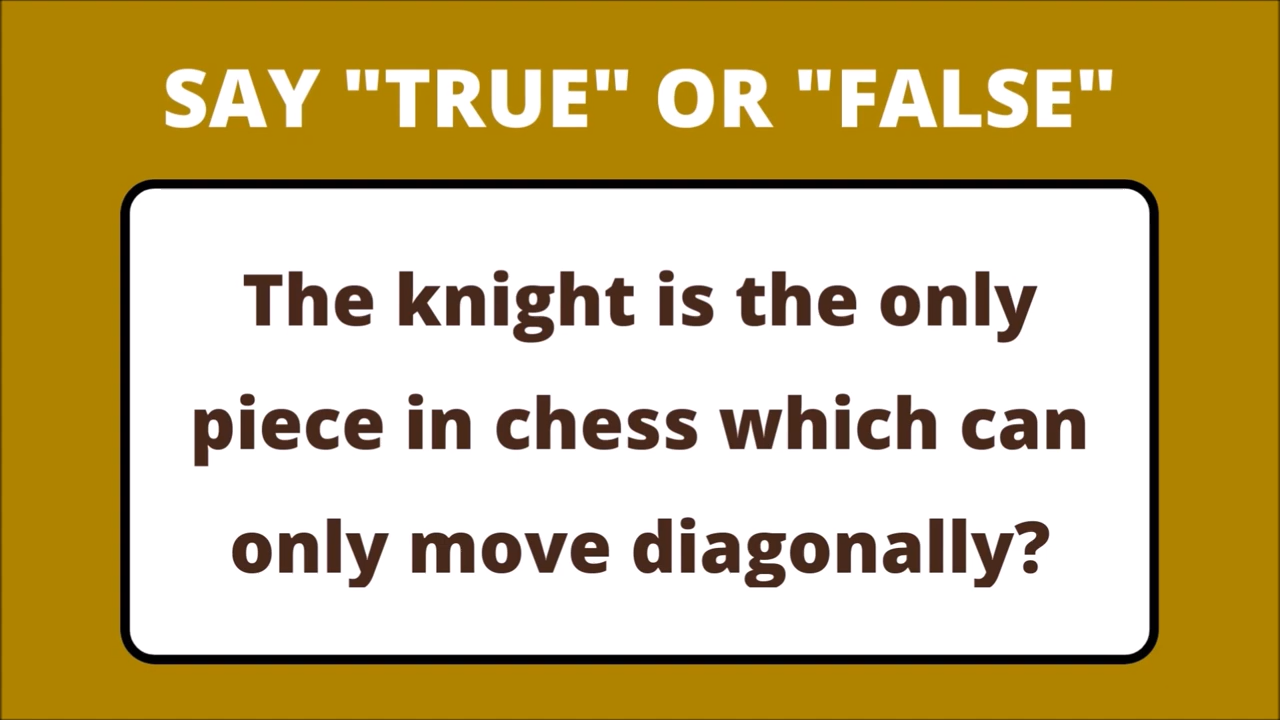 SAY "TRUE" OR "FALSE"
The knight is the only
piece in chess which can
only move diagonally?